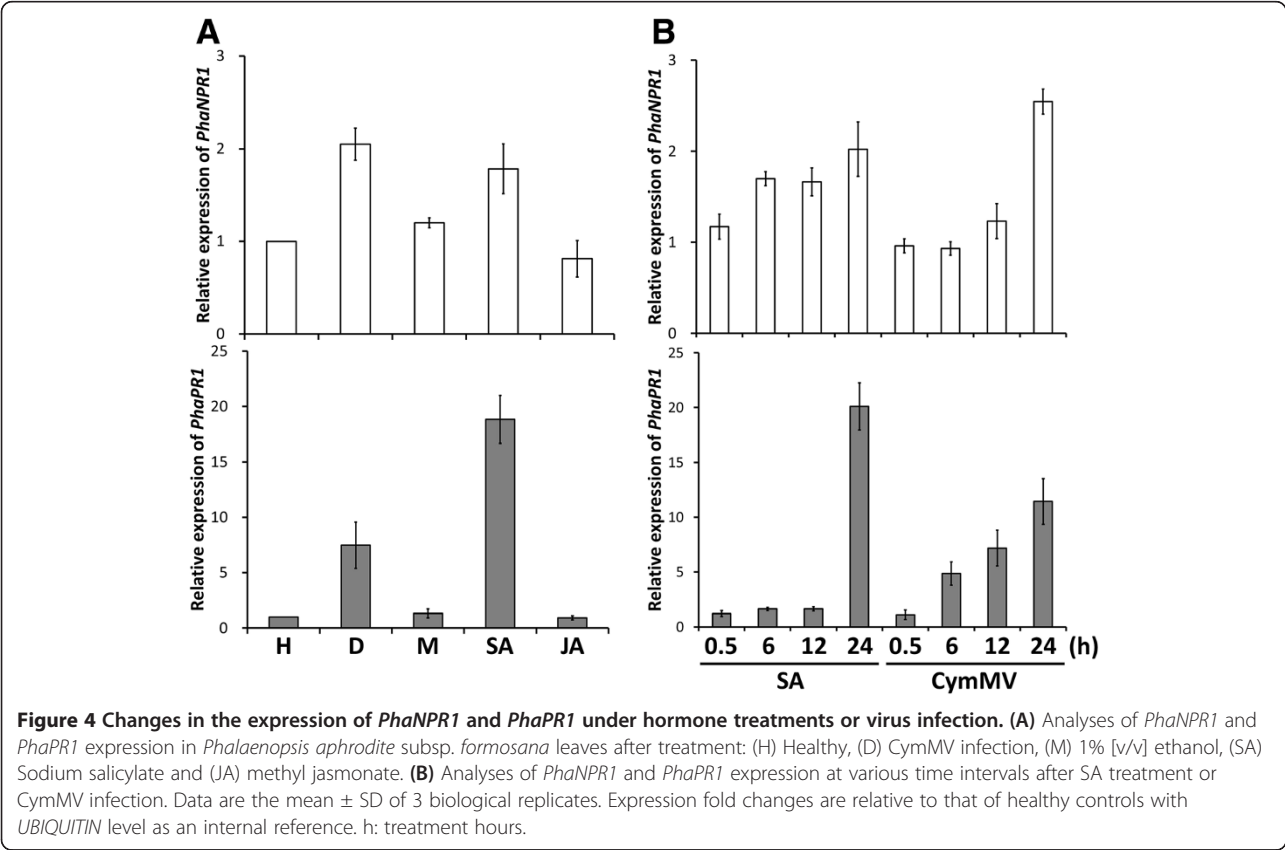 A
B
Relative expression of PhaNPR1
3
2
1
0
Relative expression of PhaNPR1
3
2
1
0
Relative expression of PhaPR1
25
20
15
10
5
0
H D M SA JA
Relative expression of PhaPR1
25
20
15
10
5
0
0.5 6 12 24 0.5 6 12 24 (h)
SA CymMV
Figure 4 Changes in the expression of PhaNPR1 and PhaPR1 under hormone treatments or virus infection. (A) Analyses of PhaNPR1 and
PhaPR1 expression in Phalaenopsis aphrodite subsp. formosana leaves after treatment: (H) Healthy, (D) CymMV infection, (M) 1% [v/v] ethanol, (SA)
Sodium salicylate and (JA) methyl jasmonate. (B) Analyses of PhaNPR1 and PhaPR1 expression at various time intervals after SA treatment or
CymMV infection. Data are the mean ± SD of 3 biological replicates. Expression fold changes are relative to that of healthy controls with
UBIQUITIN level as an internal reference. h: treatment hours.